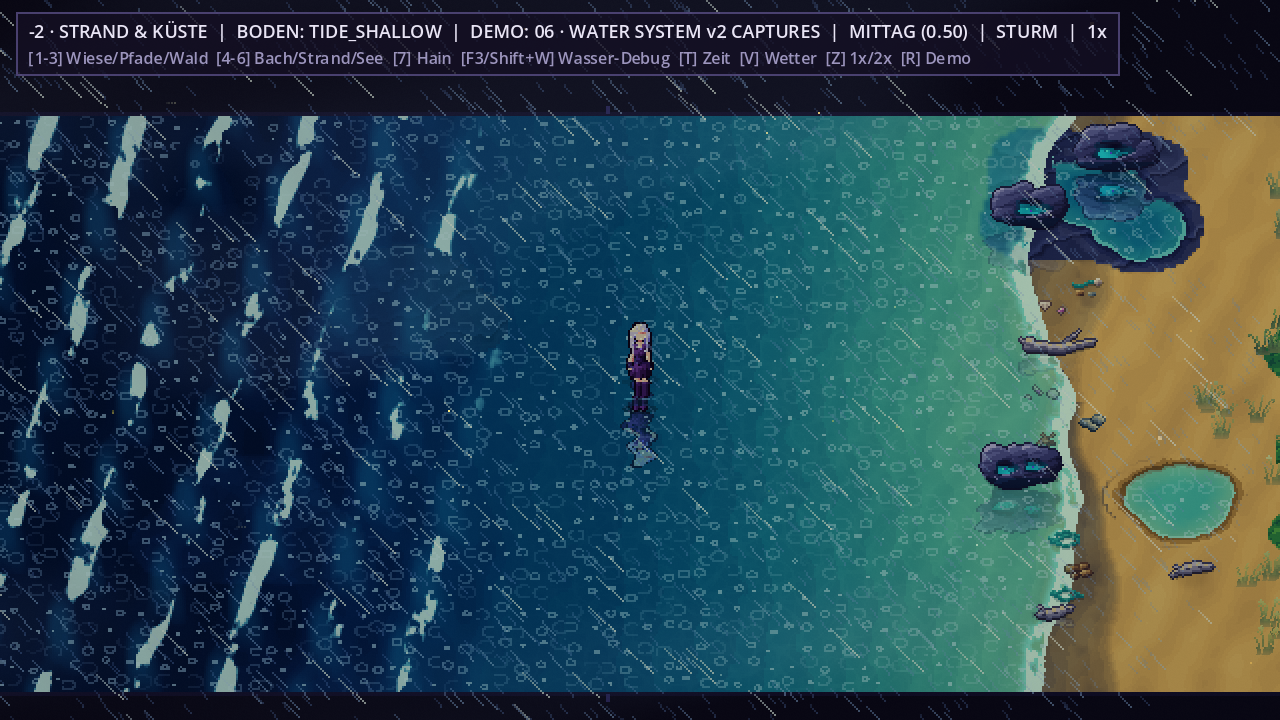 -2 · STRAND & KÜSTE | BODEN: TIDE_SHALLOW | DEMO: 06 · WATER SYSTEM v2 CAPTURES | MITTAG (0.50) | STURM | 1x
[1-3] Wiese/Pfade/Wald [4-6] Bach/Strand/See [7] Hain [F3/Shift+W] Wasser-Debug [T] Zeit [V] Wetter [Z] 1x/2x [R] Demo